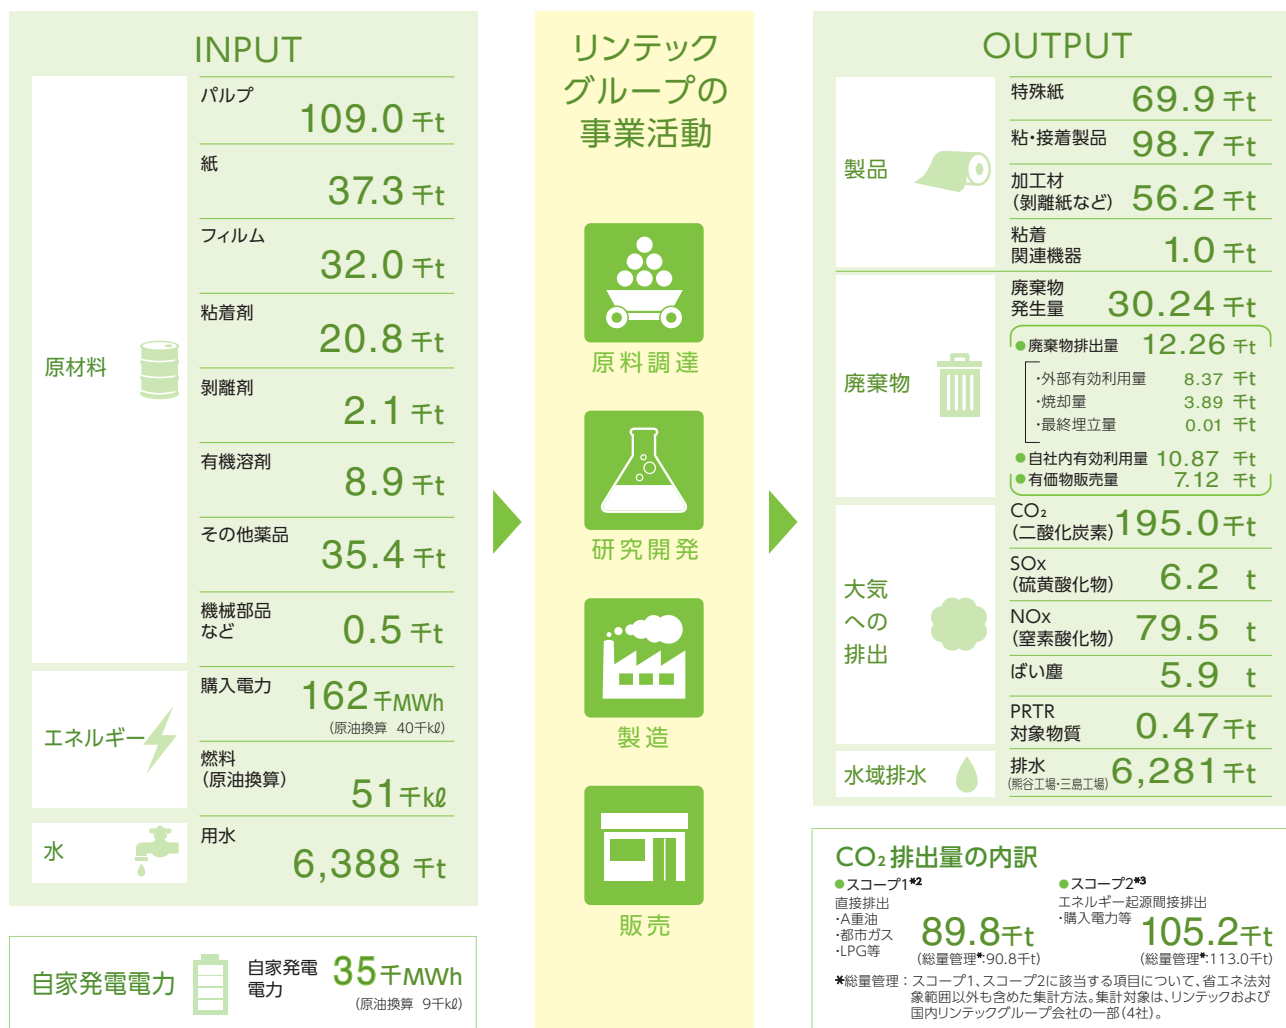 INPUT
原材料
パルプ
109.0 千t
紙
37.3 千t
フィルム
32.0 千t
粘着剤
20.8 千t
剝離剤
2.1 千t
有機溶剤
8.9 千t
その他薬品
35.4 千t
機械部品
など
0.5 千t
エネルギー
購入電力
162 千MWh
(原油換算 40千kℓ)
燃料
(原油換算)
51千kℓ
水
用水
6,388 千t
自家発電電力
自家発電
電力
35千MWh
(原油換算 9千kℓ)
リンテック
グループの
事業活動
原料調達
研究開発
製造
販売
OUTPUT
製品
特殊紙
69.9 千t
粘・接着製品
98.7 千t
加工材
(剝離紙など)
56.2 千t
粘着
関連機器
1.0 千t
廃棄物
廃棄物
発生量
30.24 千t
●廃棄物排出量 12.26 千t
・外部有効利用量 8.37 千t
・焼却量 3.89 千t
・最終埋立量 0.01 千t
●自社内有効利用量 10.87 千t
●有価物販売量 7.12 千t
大気
への
排出
CO₂
(二酸化炭素)
195.0千t
SOx
(硫黄酸化物)
6.2 t
NOx
(窒素酸化物)
79.5 t
ばい塵
5.9 t
PRTR
対象物質
0.47千t
水域排水
排水
(熊谷工場・三島工場)
6,281千t
CO₂排出量の内訳
●スコープ1*2
直接排出
・A重油
・都市ガス
・LPG等
89.8千t
(総量管理*:90.8千t)
●スコープ2*3
エネルギー起源間接排出
・購入電力等
105.2千t
(総量管理*:113.0千t)
*総量管理：スコープ1、スコープ2に該当する項目について、省エネ法対
象範囲以外も含めた集計方法。集計対象は、リンテックおよび
国内リンテックグループ会社の一部(4社)。